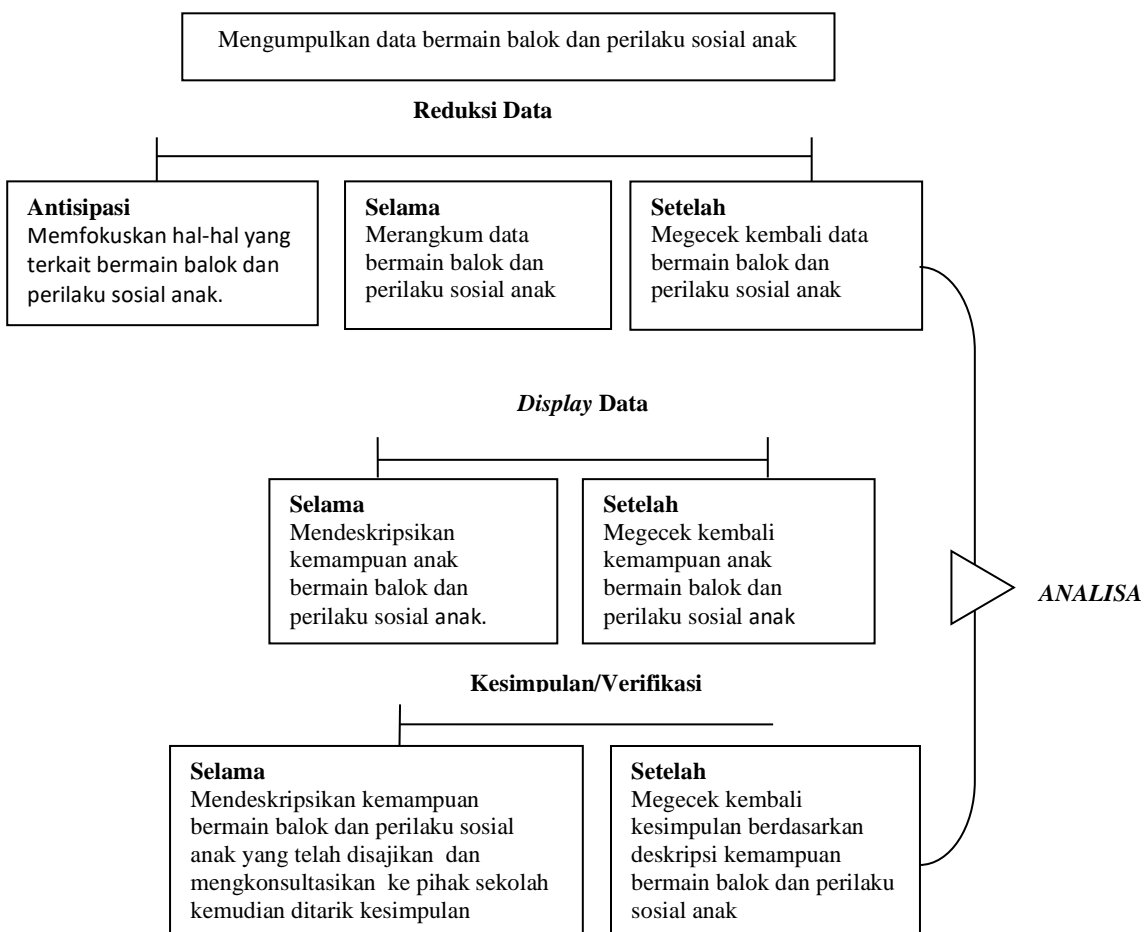 Mengumpulkan data bermain balok dan perilaku sosial anak
Reduksi Data
Antisipasi
Memfokuskan hal-hal yang
terkait bermain balok dan
perilaku sosial anak.
Selama
Merangkum data
bermain balok dan
perilaku sosial anak
Setelah
Megecek kembali data
bermain balok dan
perilaku sosial anak
Display Data
Selama
Mendeskripsikan
kemampuan anak
bermain balok dan
perilaku sosial anak.
Setelah
Megecek kembali
kemampuan anak
bermain balok dan
perilaku sosial anak
ANALISA
Kesimpulan/Verifikasi
Selama
Mendeskripsikan kemampuan
bermain balok dan perilaku sosial
anak yang telah disajikan dan
mengkonsultasikan ke pihak sekolah
kemudian ditarik kesimpulan
Setelah
Megecek kembali
kesimpulan berdasarkan
deskripsi kemampuan
bermain balok dan perilaku
sosial anak